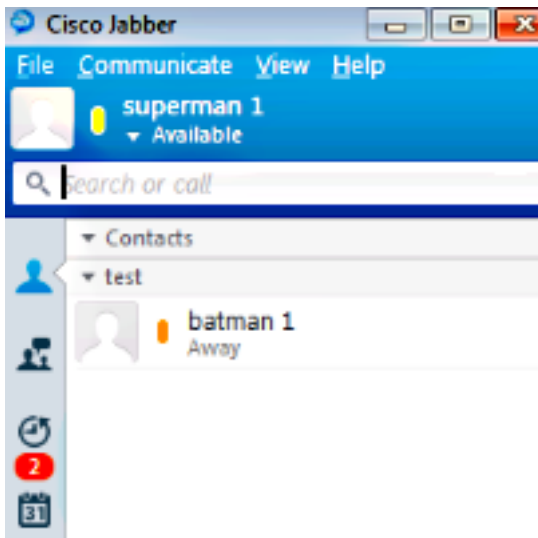 Cisco Jabber
File Communicate View Help
superman 1
Available
Search or call
Contacts
test
batman 1
Away
2
31